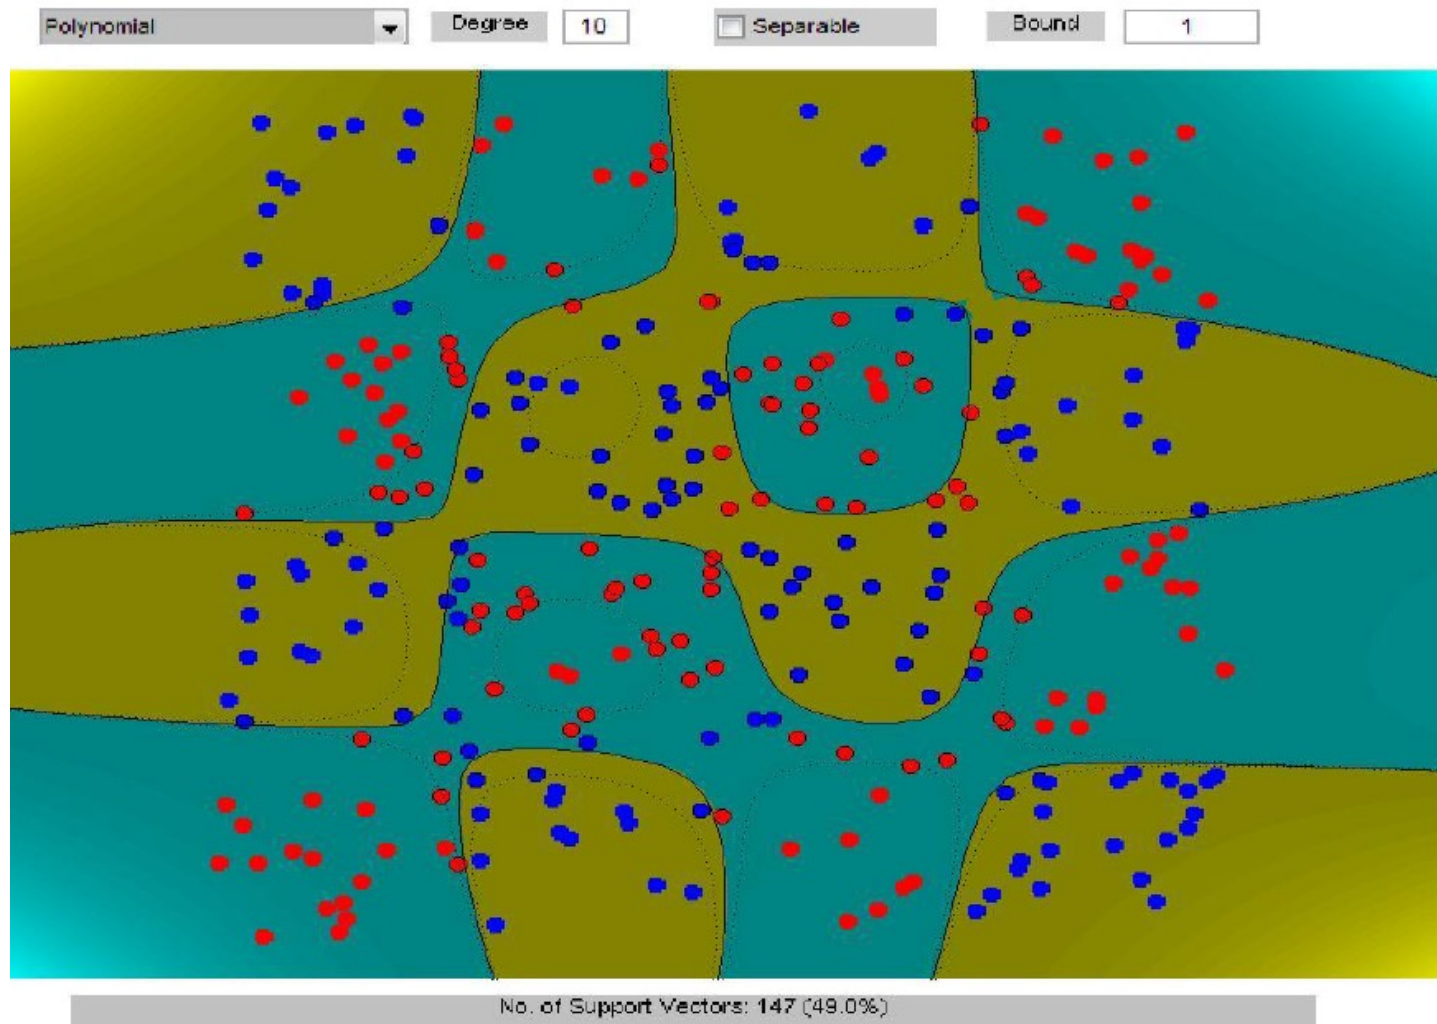 Polynomial Degree 10 Separable Bound 1
No. of Support Vectors: 147 (49.0%)